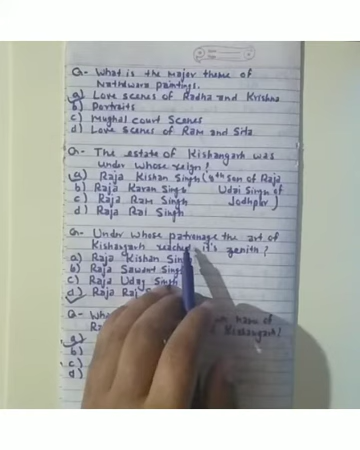 Q- What is the major theme of
Nathdwara paintings.
a) Love scenes of Radha and Krishna
b) Portraits
c) Mughal court scenes
d) Love scenes of Ram and Sita
Q- The estate of Kishangarh was
under whose reign?
a) Raja Kishan Singh (8th son of Raja
b) Raja Karan Singh Udai Singh of
c) Raja Ram Singh Jodhpur)
d) Raja Rai Singh
Q- Under whose patronage the art of
Kishangarh reached it's zenith?
a) Raja Kishan Singh
b) Raja Sawant Singh
c) Raja Uday Singh
d) Raja Rai
Q- name of
Kishangarh?
a)
b)
c)
d)